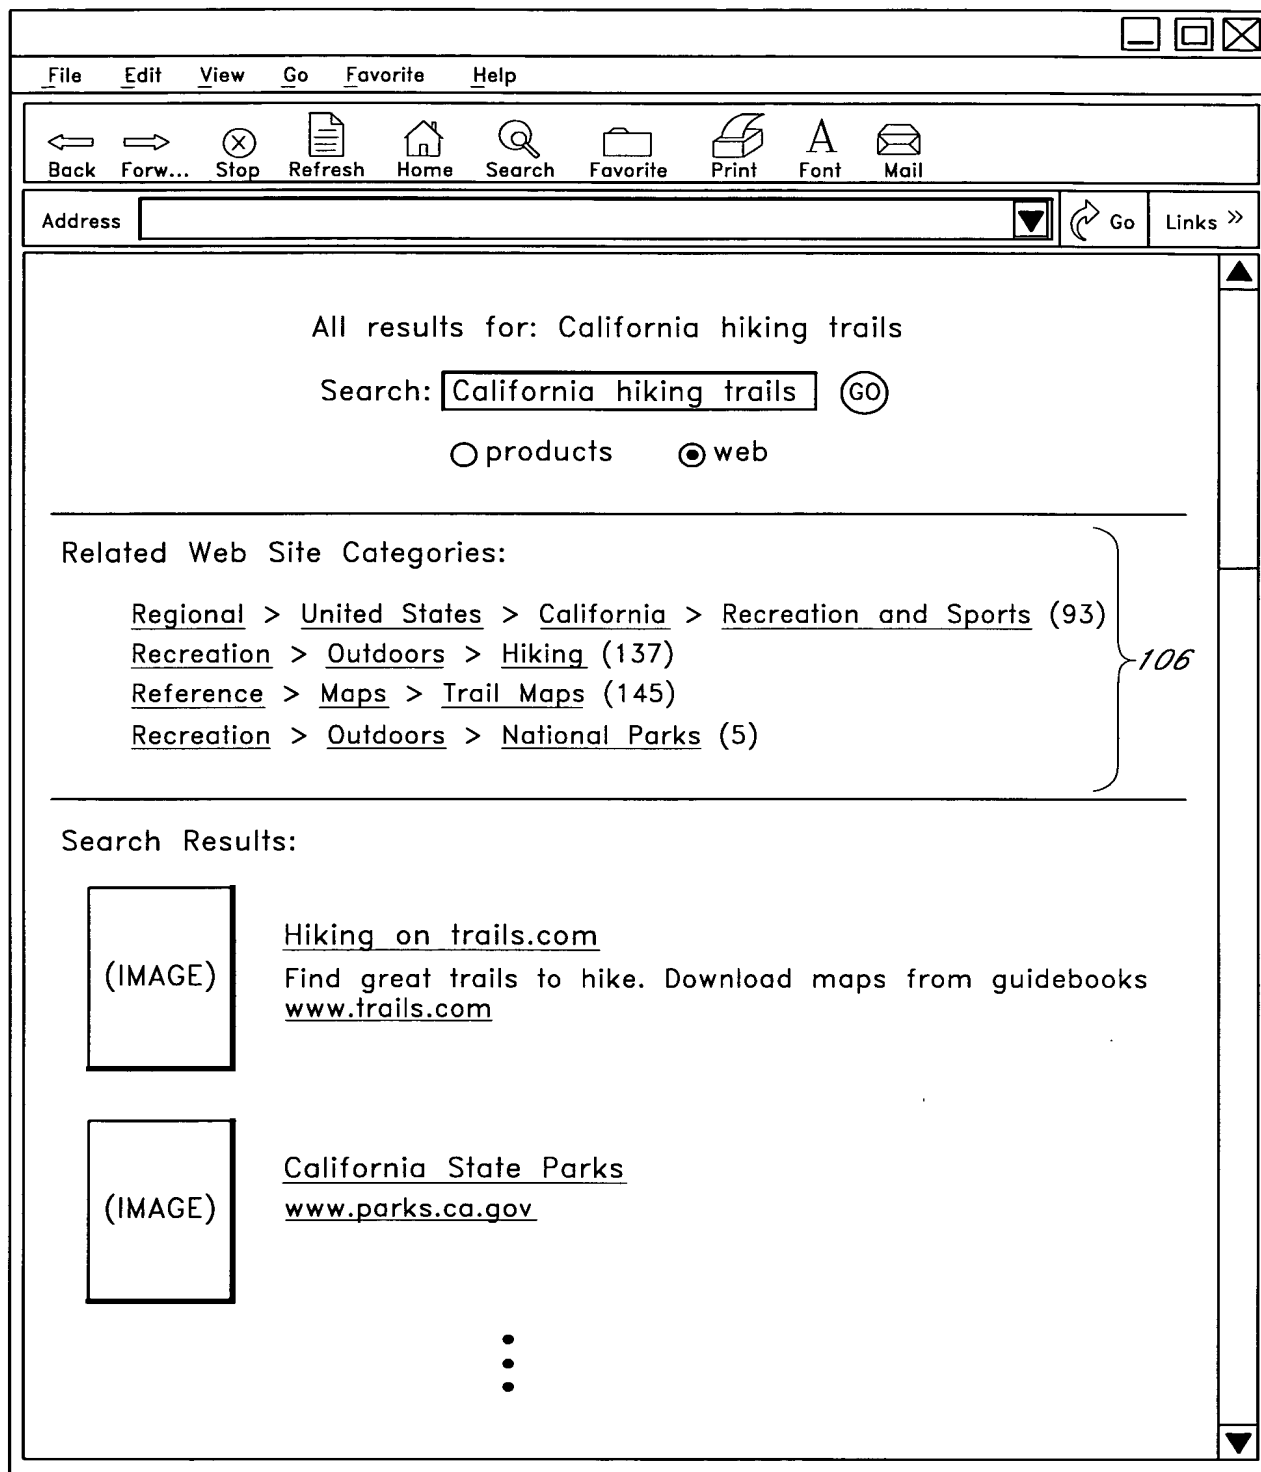 File Edit View Go Favorite Help
Back Forw... Stop Refresh Home Search Favorite Print A Font Mail
Address Go Links >>
All results for: California hiking trails
Search: California hiking trails GO
products web
Related Web Site Categories:
Regional > United States > California > Recreation and Sports (93)
Recreation > Outdoors > Hiking (137)
106
Reference > Maps > Trail Maps (145)
Recreation > Outdoors > National Parks (5)
Search Results:
Hiking on trails.com
(IMAGE) Find great trails to hike. Download maps from guidebooks
www.trails.com
California State Parks
(IMAGE) www.parks.ca.gov